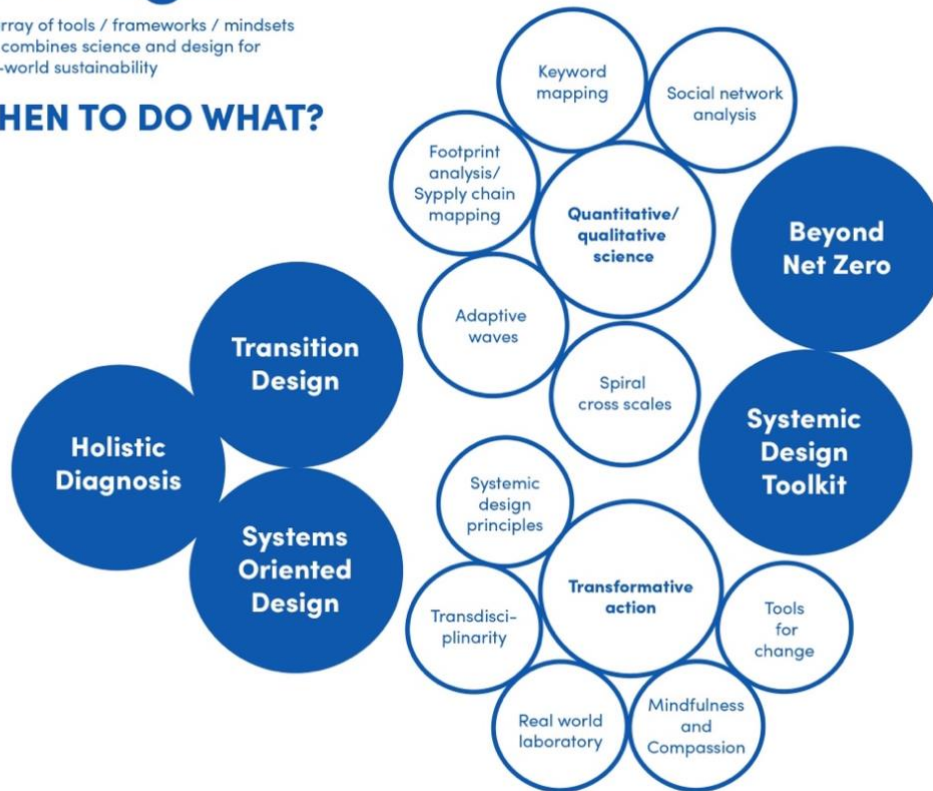 rray of tools / frameworks / mindsets
combines science and design for
-world sustainability
HEN TO DO WHAT?
Keyword
mapping
Social network
analysis
Footprint
analysis/
Sypply chain
mapping
Quantitative/
qualitative
science
Beyond
Net Zero
Adaptive
waves
Transition
Design
Spiral
cross scales
Holistic
Diagnosis
Systemic
Design
Toolkit
Systemic
design
principles
Systems
Oriented
Design
Transformative
action
Transdisci-
plinarity
Tools
for
change
Real world
laboratory
Mindfulness
and
Compassion